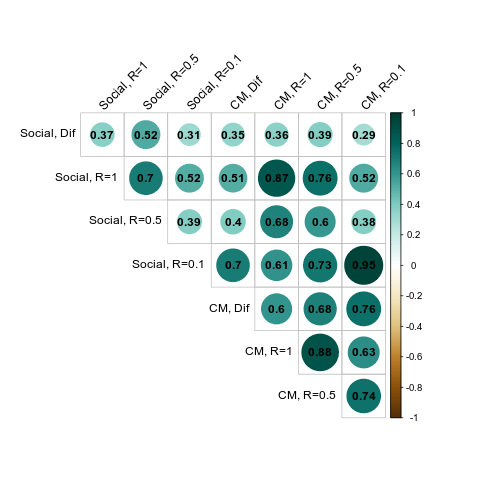 Social, R=1
Social, R=0.5
Social, R=0.1
CM, Dif
CM, R=1
CM, R=0.5
CM, R=0.1
Social, Dif 0.37 0.52 0.31 0.35 0.36 0.39 0.29
Social, R=1 0.7 0.52 0.51 0.87 0.76 0.52
Social, R=0.5 0.39 0.4 0.68 0.6 0.38
Social, R=0.1 0.7 0.61 0.73 0.95
CM, Dif 0.6 0.68 0.76
CM, R=1 0.88 0.63
CM, R=0.5 0.74
1
0.8
0.6
0.4
0.2
0
-0.2
-0.4
-0.6
-0.8
-1